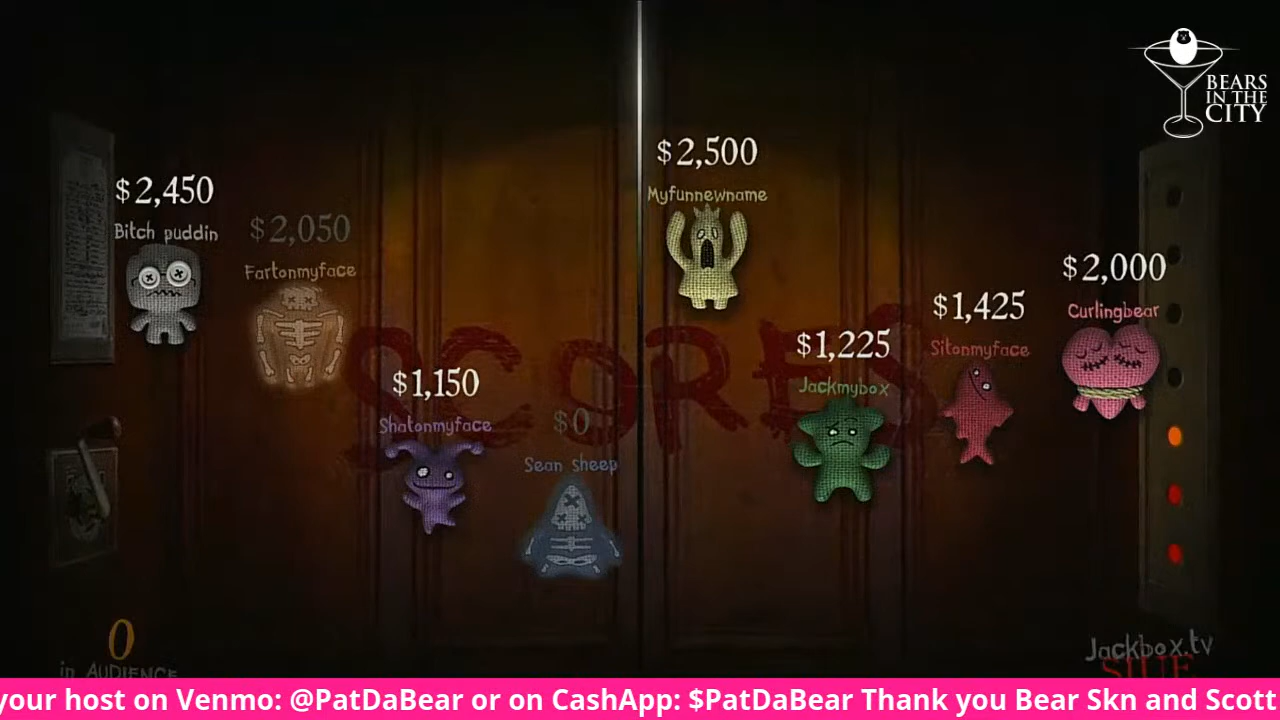 BEARS
IN THE
CITY
$2,500
Myfunnewname
$2,450
Bitch puddin
$2,050
Fartonmyface
$2,000
Curlingbear
$1,425
Sitonmyface
SCORES
$1,225
Jackmybox
$1,150
Shatonmyface
$0
Sean sheep
0
in AUDIENCE
Jackbox.tv
your host on Venmo: @PatDaBear or on CashApp: $PatDaBear Thank you Bear Skn and Scott